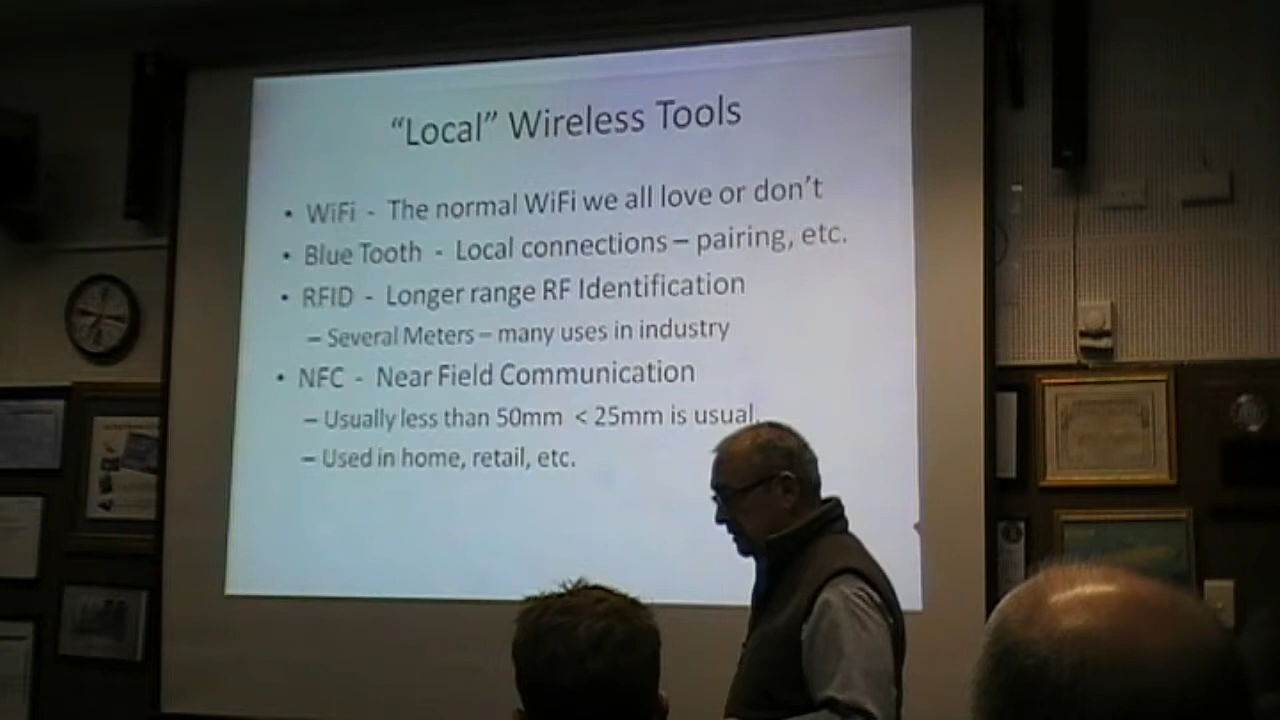 “Local” Wireless Tools
• WiFi - The normal WiFi we all love or don’t
• Blue Tooth - Local connections – pairing, etc.
• RFID - Longer range RF Identification
– Several Meters – many uses in industry
• NFC - Near Field Communication
– Usually less than 50mm < 25mm is usual.
– Used in home, retail, etc.